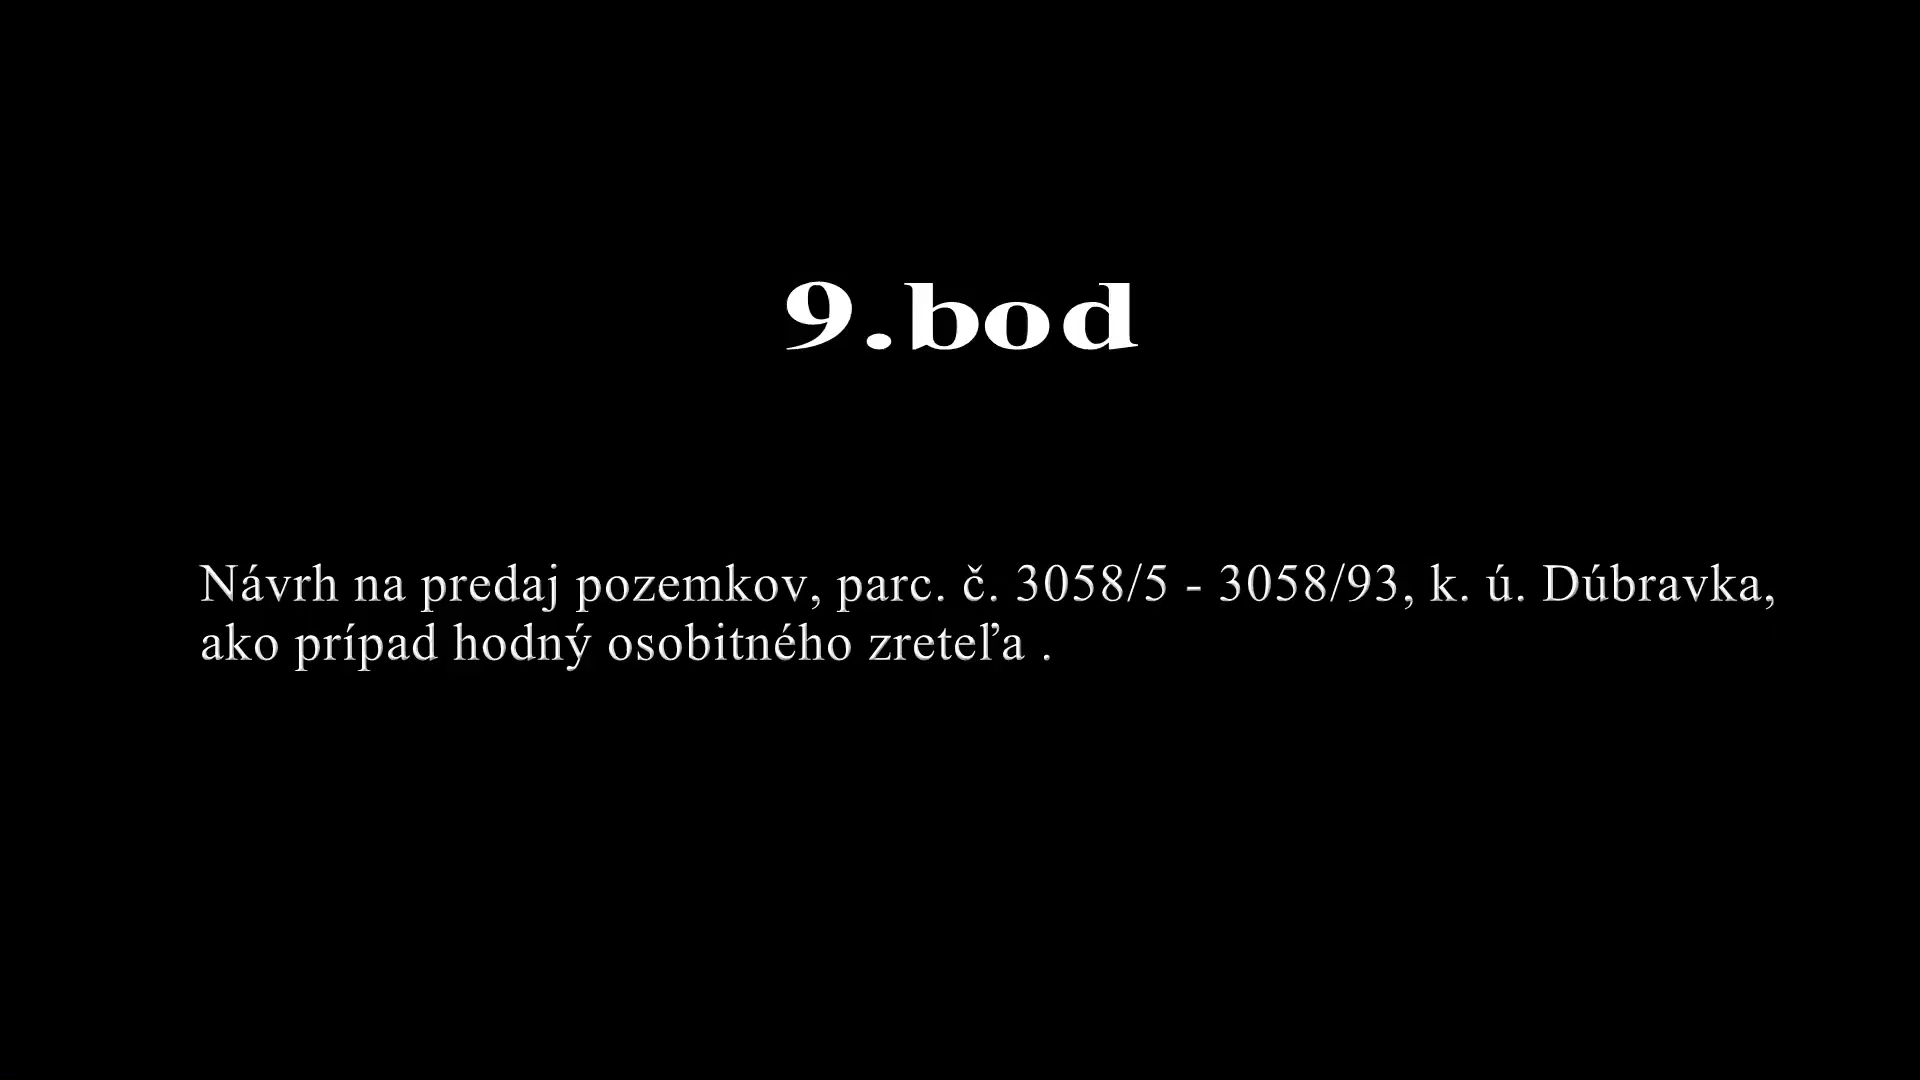 9.bod
Návrh na predaj pozemkov, parc. č. 3058/5 - 3058/93, k. ú. Dúbravka,
ako prípad hodný osobitného zreteľa .